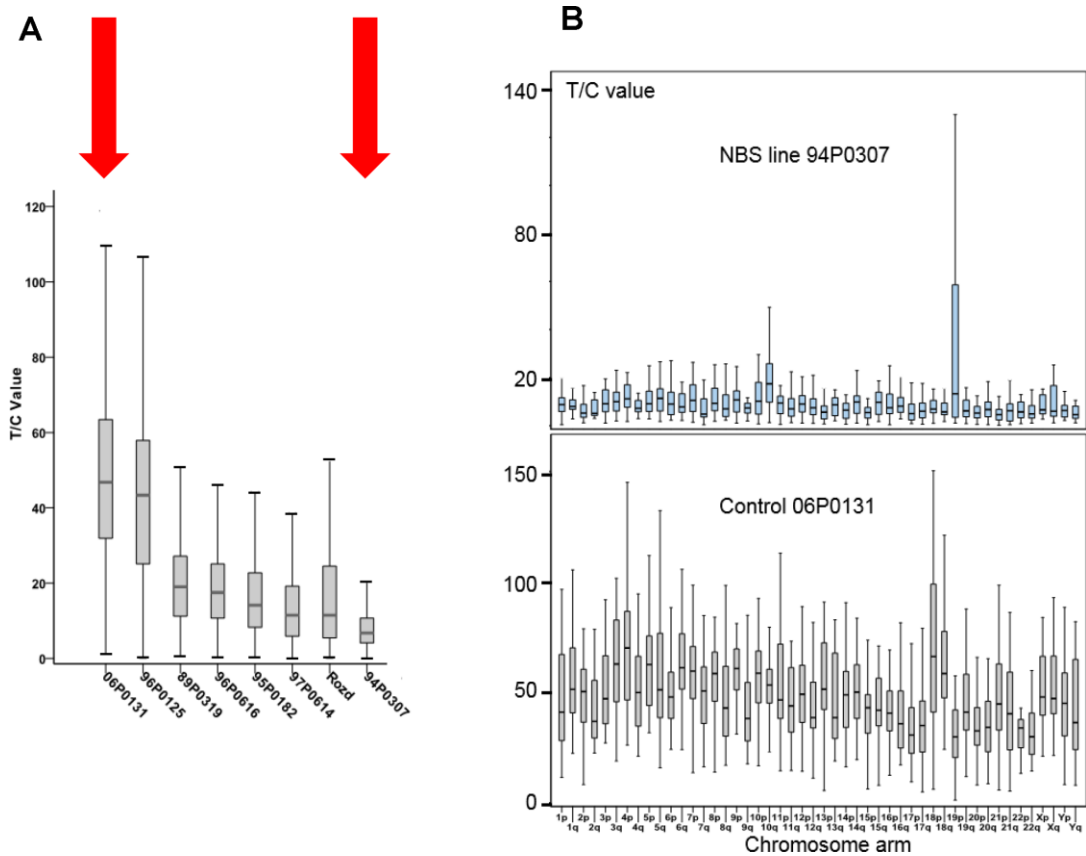 A
B
120
100
80
60
40
20
0
T/C Value
06P0131
96P0125
89P0319
96P0616
95P0182
97P0614
Rozd
94P0307
T/C value
NBS line 94P0307
140
80
20
Control 06P0131
150
100
50
0
1p 2p 3p 4p 5p 6p 7p 8p 9p 10p 11p 12p 13p 14p 15p 16p 17p 18p 19p 20p 21p 22p Xp Yp
1q 2q 3q 4q 5q 6q 7q 8q 9q 10q 11q 12q 13q 14q 15q 16q 17q 18q 19q 20q 21q 22q Xq Yq
Chromosome arm